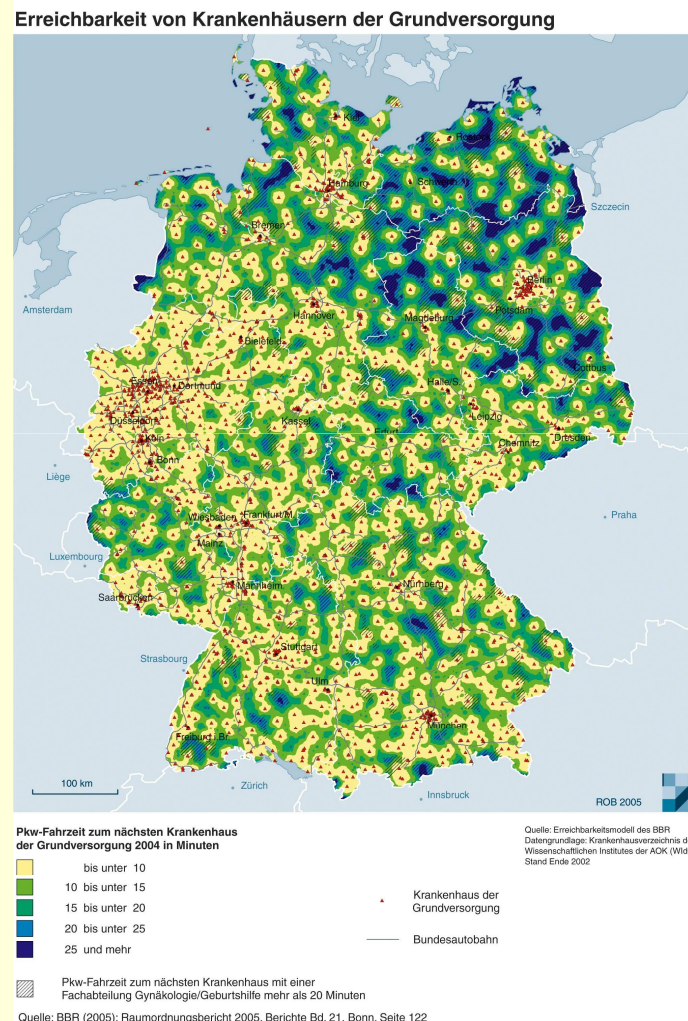 Erreichbarkeit von Krankenhäusern der Grundversorgung
Kiel
Rostock
Hamburg
Schwerin
Szczecin
Bremen
Amsterdam
Berlin
Hannover
Potsdam
Magdeburg
Bielefeld
Cottbus
Essen
Dortmund
Halle/S.
Düsseldorf
Kassel
Leipzig
Köln
Erfurt
Dresden
Chemnitz
Bonn
Liège
Wiesbaden
Frankfurt/M.
Praha
Mainz
Luxembourg
Mannheim
Nürnberg
Saarbrücken
Stuttgart
Strasbourg
Ulm
München
Freiburg i.Br.
100 km
Zürich
Innsbruck
ROB 2005
Pkw-Fahrzeit zum nächsten Krankenhaus
der Grundversorgung 2004 in Minuten
bis unter 10
10 bis unter 15
15 bis unter 20
20 bis unter 25
25 und mehr
Krankenhaus der
Grundversorgung
Bundesautobahn
Pkw-Fahrzeit zum nächsten Krankenhaus mit einer
Fachabteilung Gynäkologie/Geburtshilfe mehr als 20 Minuten
Quelle: Erreichbarkeitsmodell des BBR
Datengrundlage: Krankenhausverzeichnis d
Wissenschaftlichen Institutes der AOK (WId
Stand Ende 2002
Quelle: BBR (2005): Raumordnungsbericht 2005. Berichte Bd. 21. Bonn. Seite 122